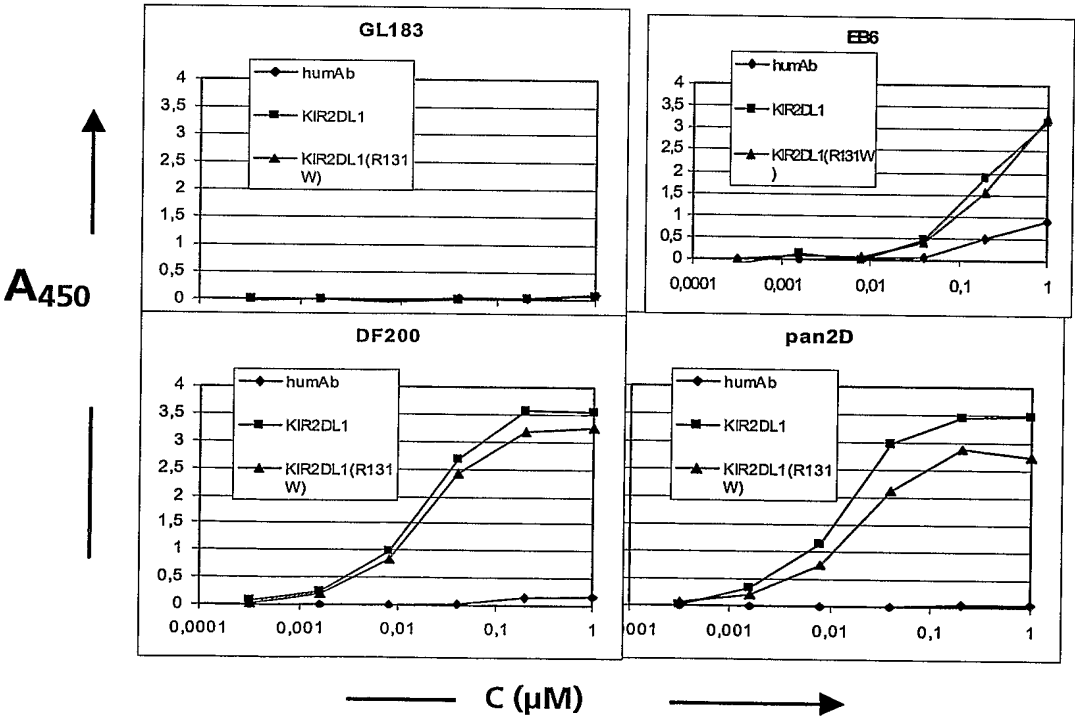 GL183
4
3,5
3
2,5
2
1,5
1
0,5
0
humAb
KIR2DL1
KIR2DL1(R131
W)
EB6
4
3,5
3
2,5
2
1,5
1
0,5
0
humAb
KIR2DL1
KIR2DL1(R131W
)
0,0001
0,001
0,01
0,1
1
A450
DF200
4
3,5
3
2,5
2
1,5
1
0,5
0
humAb
KIR2DL1
KIR2DL1(R131
W)
0,0001
0,001
0,01
0,1
1
pan2D
humAb
KIR2DL1
KIR2DL1(R131
W)
0001
0,001
0,01
0,1
1
C (µM)